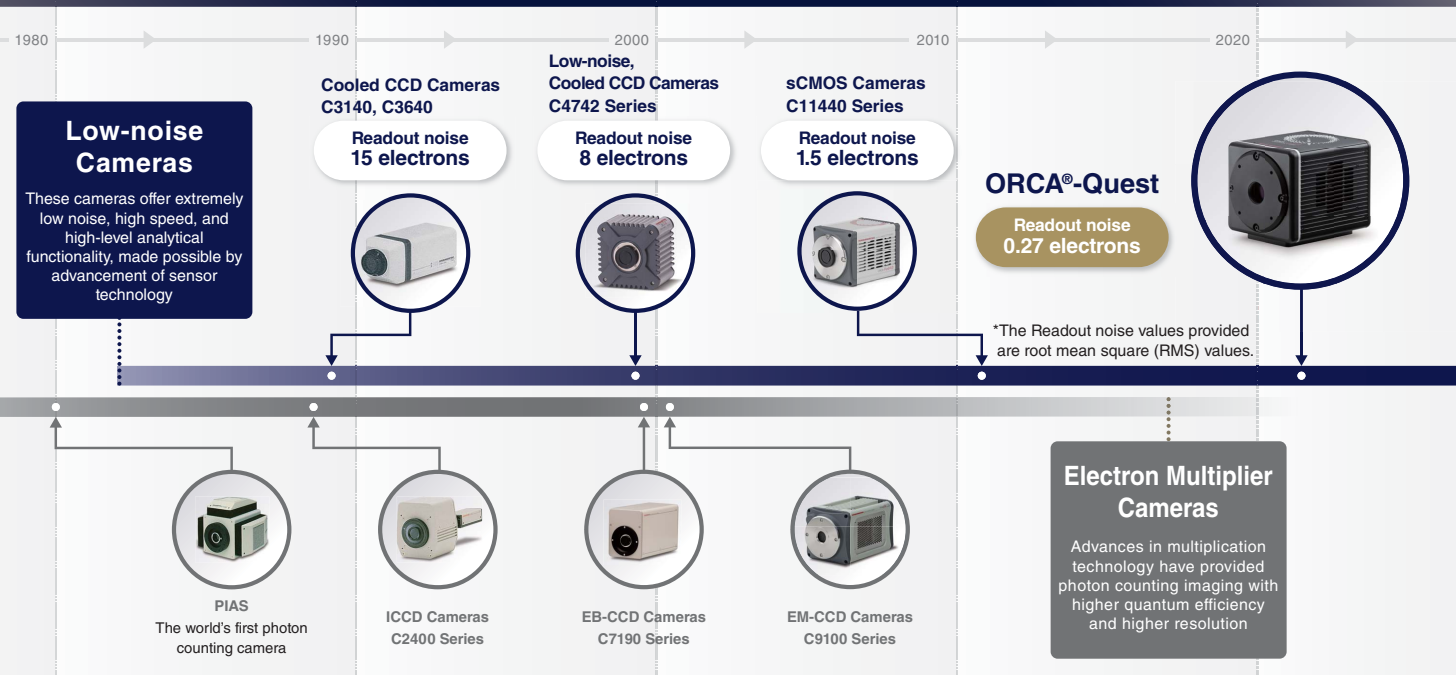 1980
1990
2000
2010
2020
Low-noise
Cameras
These cameras offer extremely
low noise, high speed, and
high-level analytical
functionality, made possible by
advancement of sensor
technology
Cooled CCD Cameras
C3140, C3640
Readout noise
15 electrons
Low-noise,
Cooled CCD Cameras
C4742 Series
Readout noise
8 electrons
sCMOS Cameras
C11440 Series
Readout noise
1.5 electrons
ORCA®-Quest
Readout noise
0.27 electrons
*The Readout noise values provided
are root mean square (RMS) values.
PIAS
The world’s first photon
counting camera
ICCD Cameras
C2400 Series
EB-CCD Cameras
C7190 Series
EM-CCD Cameras
C9100 Series
Electron Multiplier
Cameras
Advances in multiplication
technology have provided
photon counting imaging with
higher quantum efficiency
and higher resolution